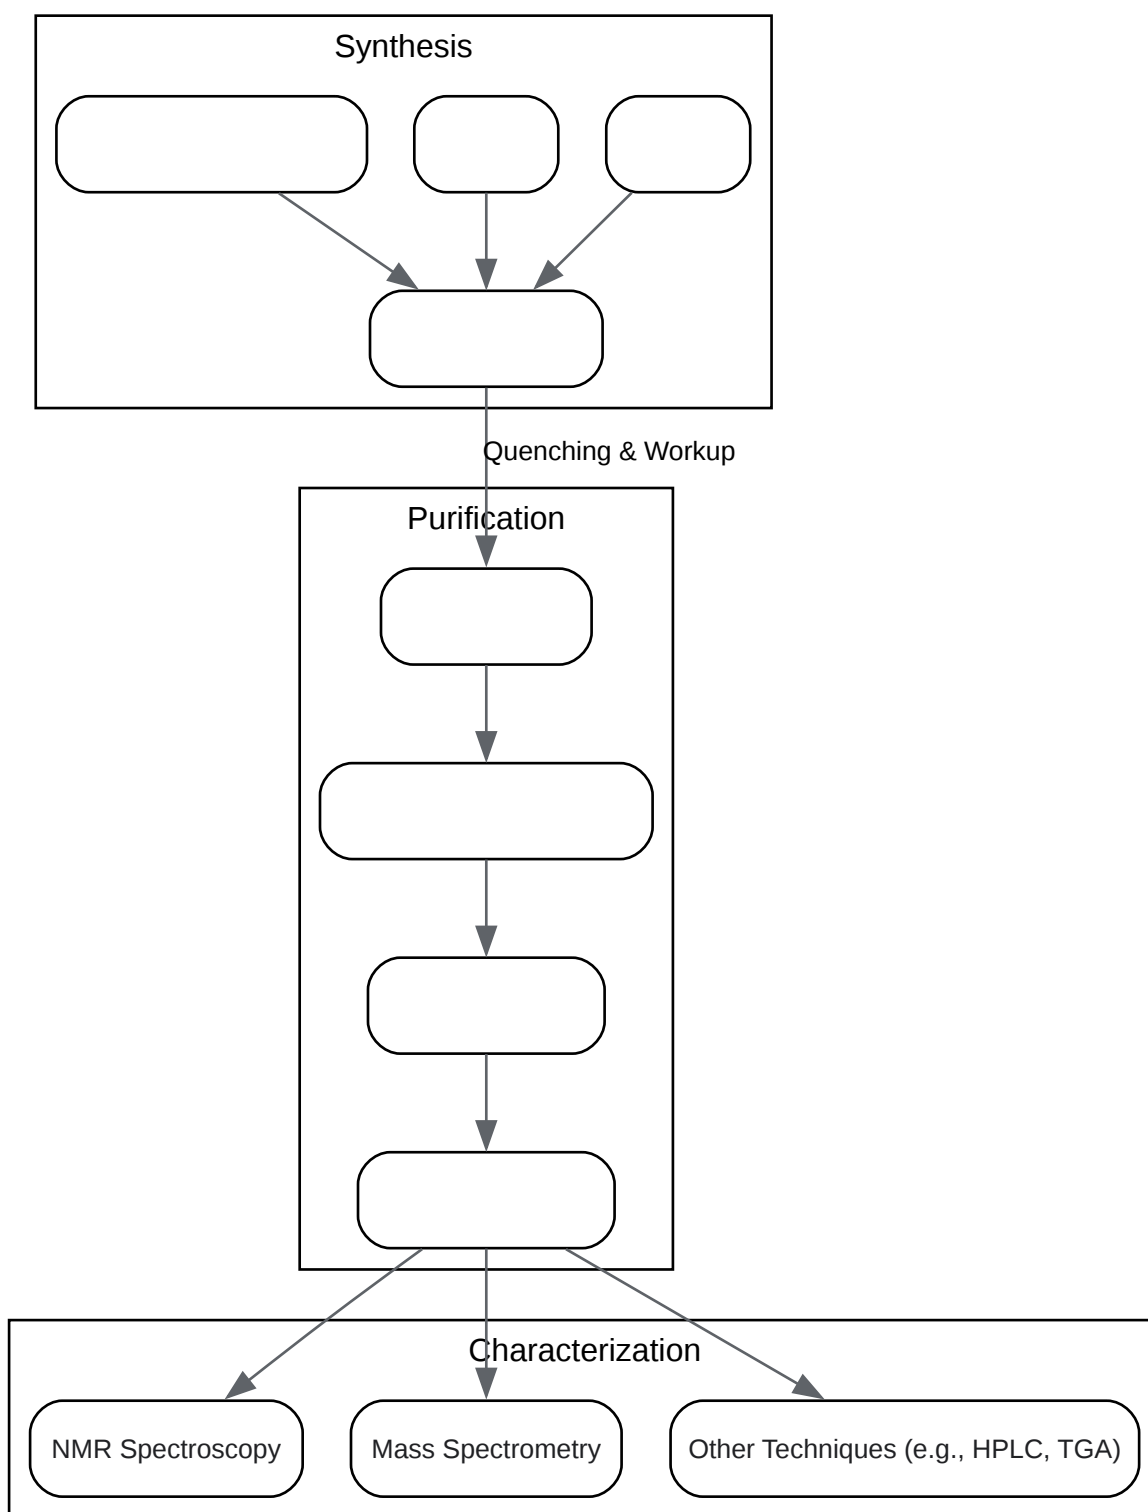 Synthesis
Quenching & Workup
Purification
Characterization
NMR Spectroscopy
Mass Spectrometry
Other Techniques (e.g., HPLC, TGA)